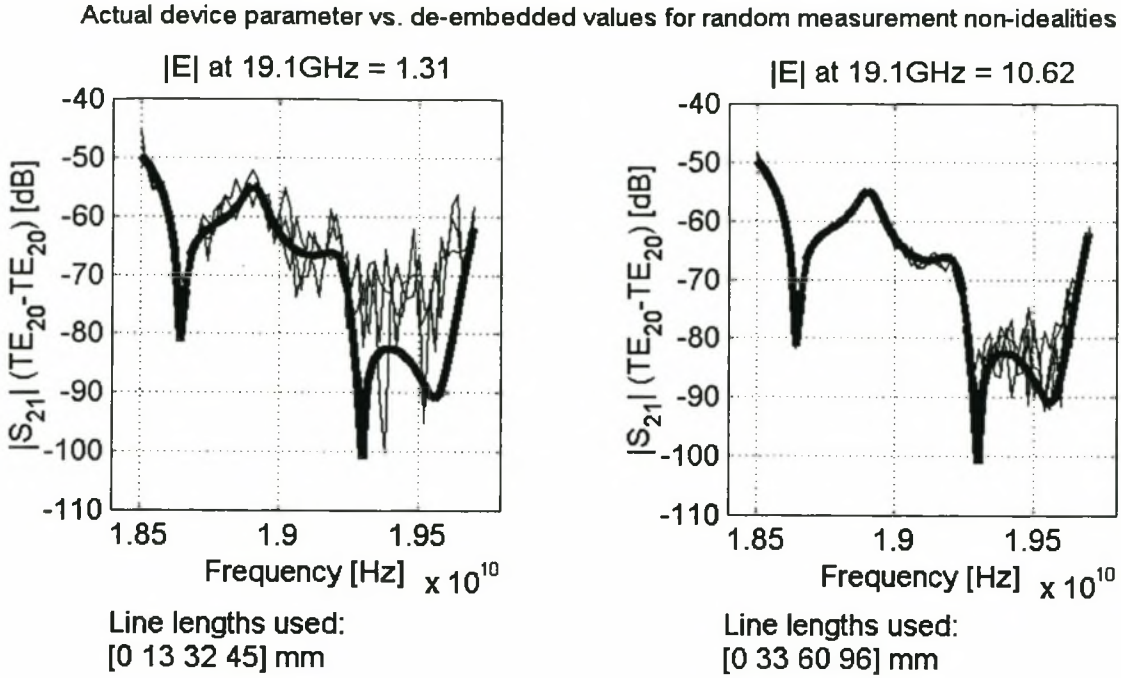 Actual device parameter vs. de-embedded values for random measurement non-idealities
|E| at 19.1GHz = 1.31
-40
-50
-60
-70
-80
-90
-100
-110
|S21| (TE20-TE20) [dB]
1.85 1.9 1.95
Frequency [Hz] x 10^10
Line lengths used:
[0 13 32 45] mm
|E| at 19.1GHz = 10.62
-40
-50
-60
-70
-80
-90
-100
-110
|S21| (TE20-TE20) [dB]
1.85 1.9 1.95
Frequency [Hz] x 10^10
Line lengths used:
[0 33 60 96] mm